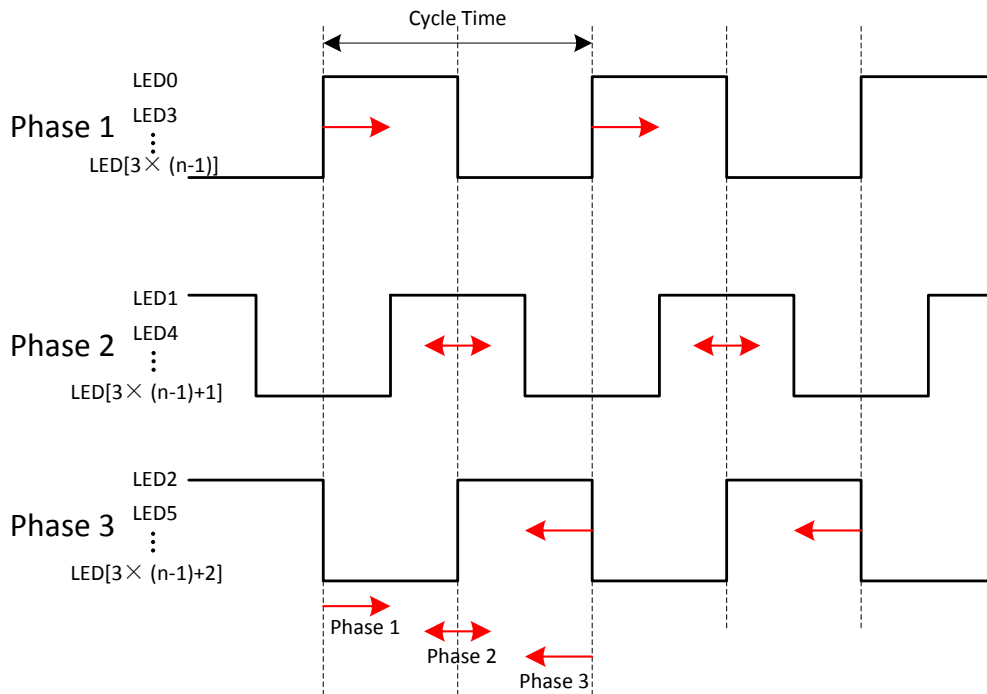 Cycle Time
LED0
LED3
Phase 1
LED[3× (n-1)]
LED1
LED4
Phase 2
LED[3× (n-1)+1]
LED2
LED5
Phase 3
LED[3× (n-1)+2]
Phase 1
Phase 2
Phase 3